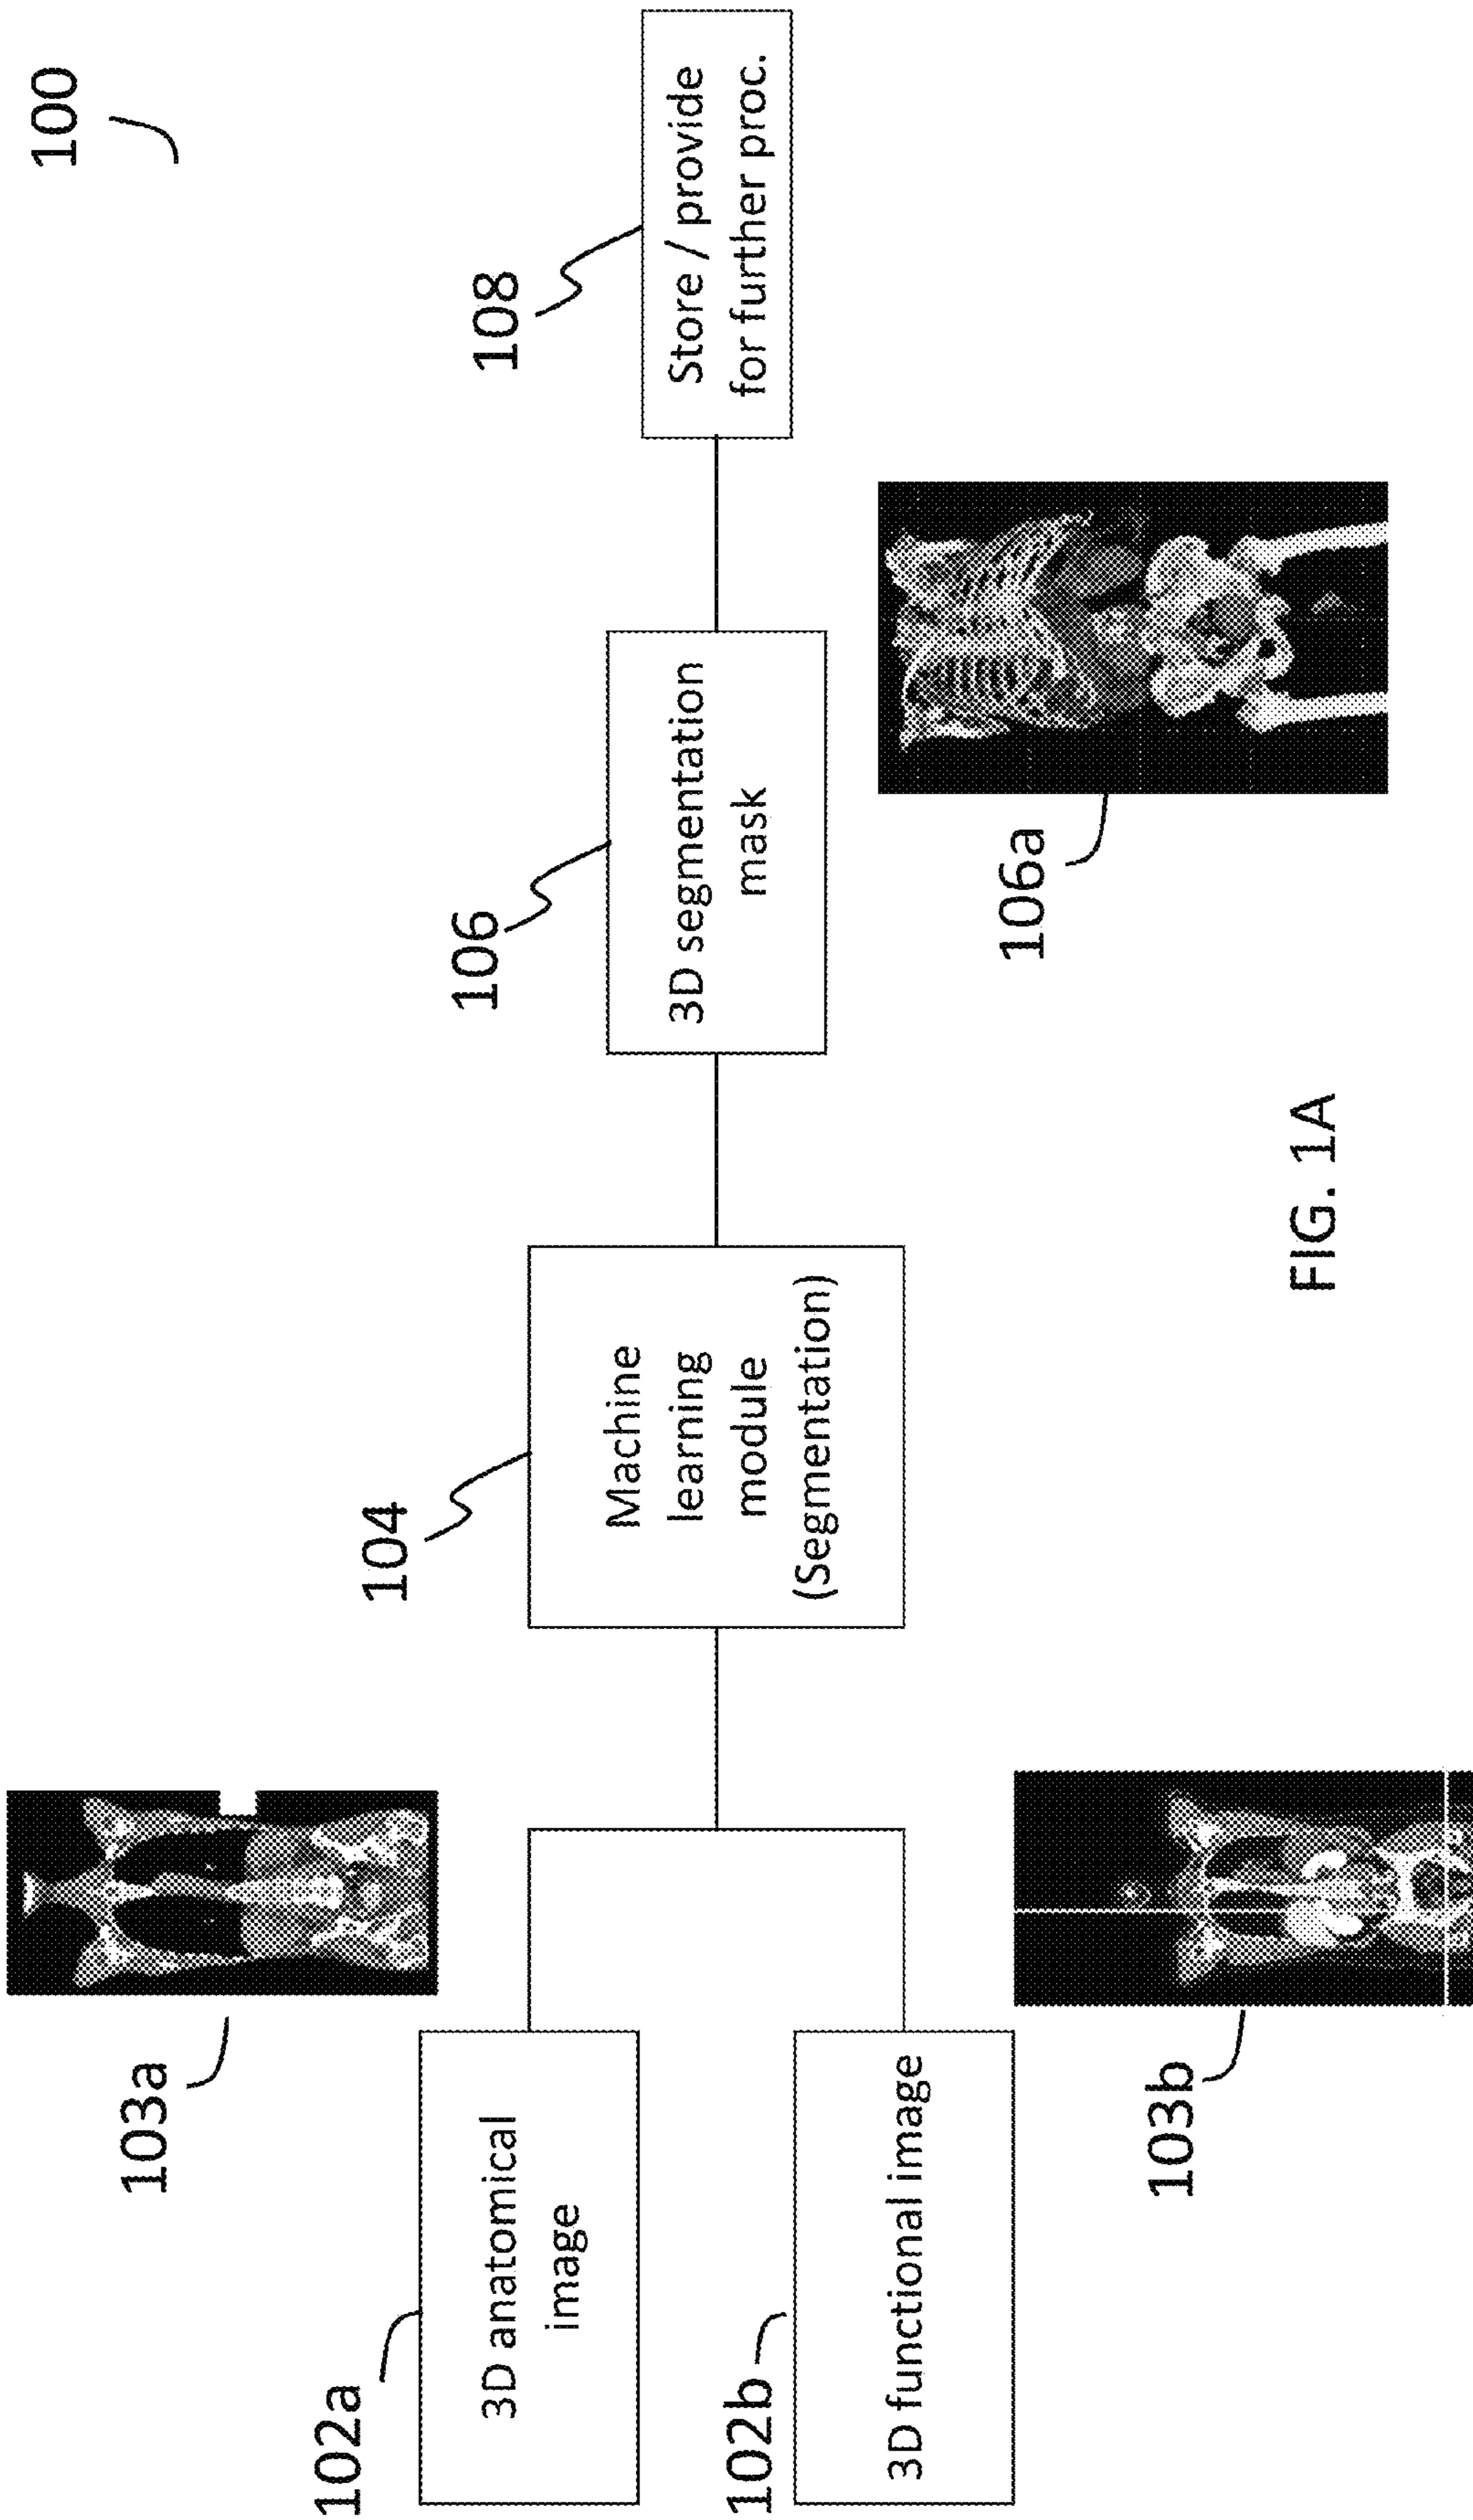 100
102a
3D anatomical
image
103a
102b
3D functional image
103b
104
Machine
learning
module
(Segmentation)
106
3D segmentation
mask
106a
108
Store / provide
for further proc.
FIG. 1A